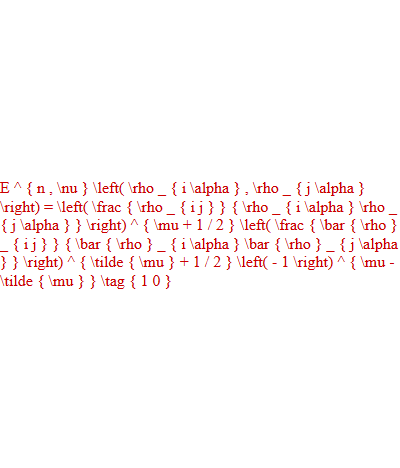 E ^ { n , \nu } \left( \rho _ { i \alpha } , \rho _ { j \alpha }
\right) = \left( \frac { \rho _ { i j } } { \rho _ { i \alpha } \rho _
{ j \alpha } } \right) ^ { \mu + 1 / 2 } \left( \frac { \bar { \rho }
_ { i j } } { \bar { \rho } _ { i \alpha } \bar { \rho } _ { j \alpha
} } \right) ^ { \tilde { \mu } + 1 / 2 } \left( - 1 \right) ^ { \mu -
\tilde { \mu } } \tag { 1 0 }